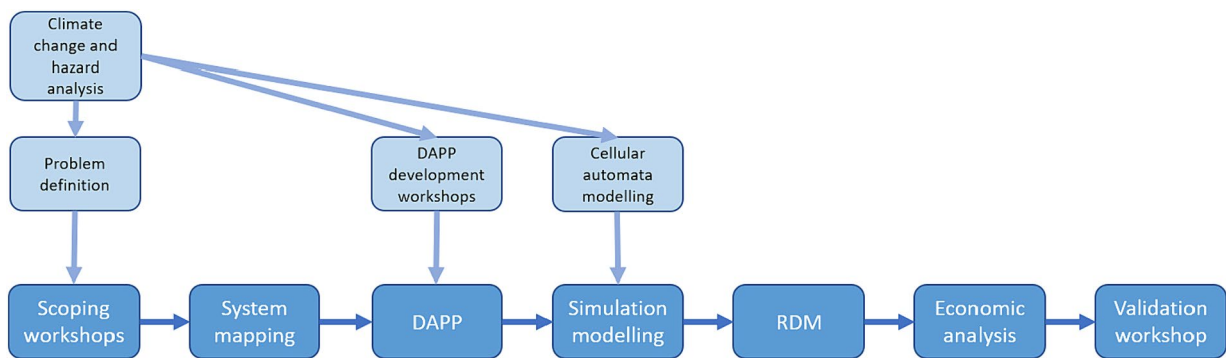 Climate
change and
hazard
analysis
Problem
definition
DAPP
development
workshops
Cellular
automata
modelling
Scoping
workshops
System
mapping
DAPP
Simulation
modelling
RDM
Economic
analysis
Validation
workshop